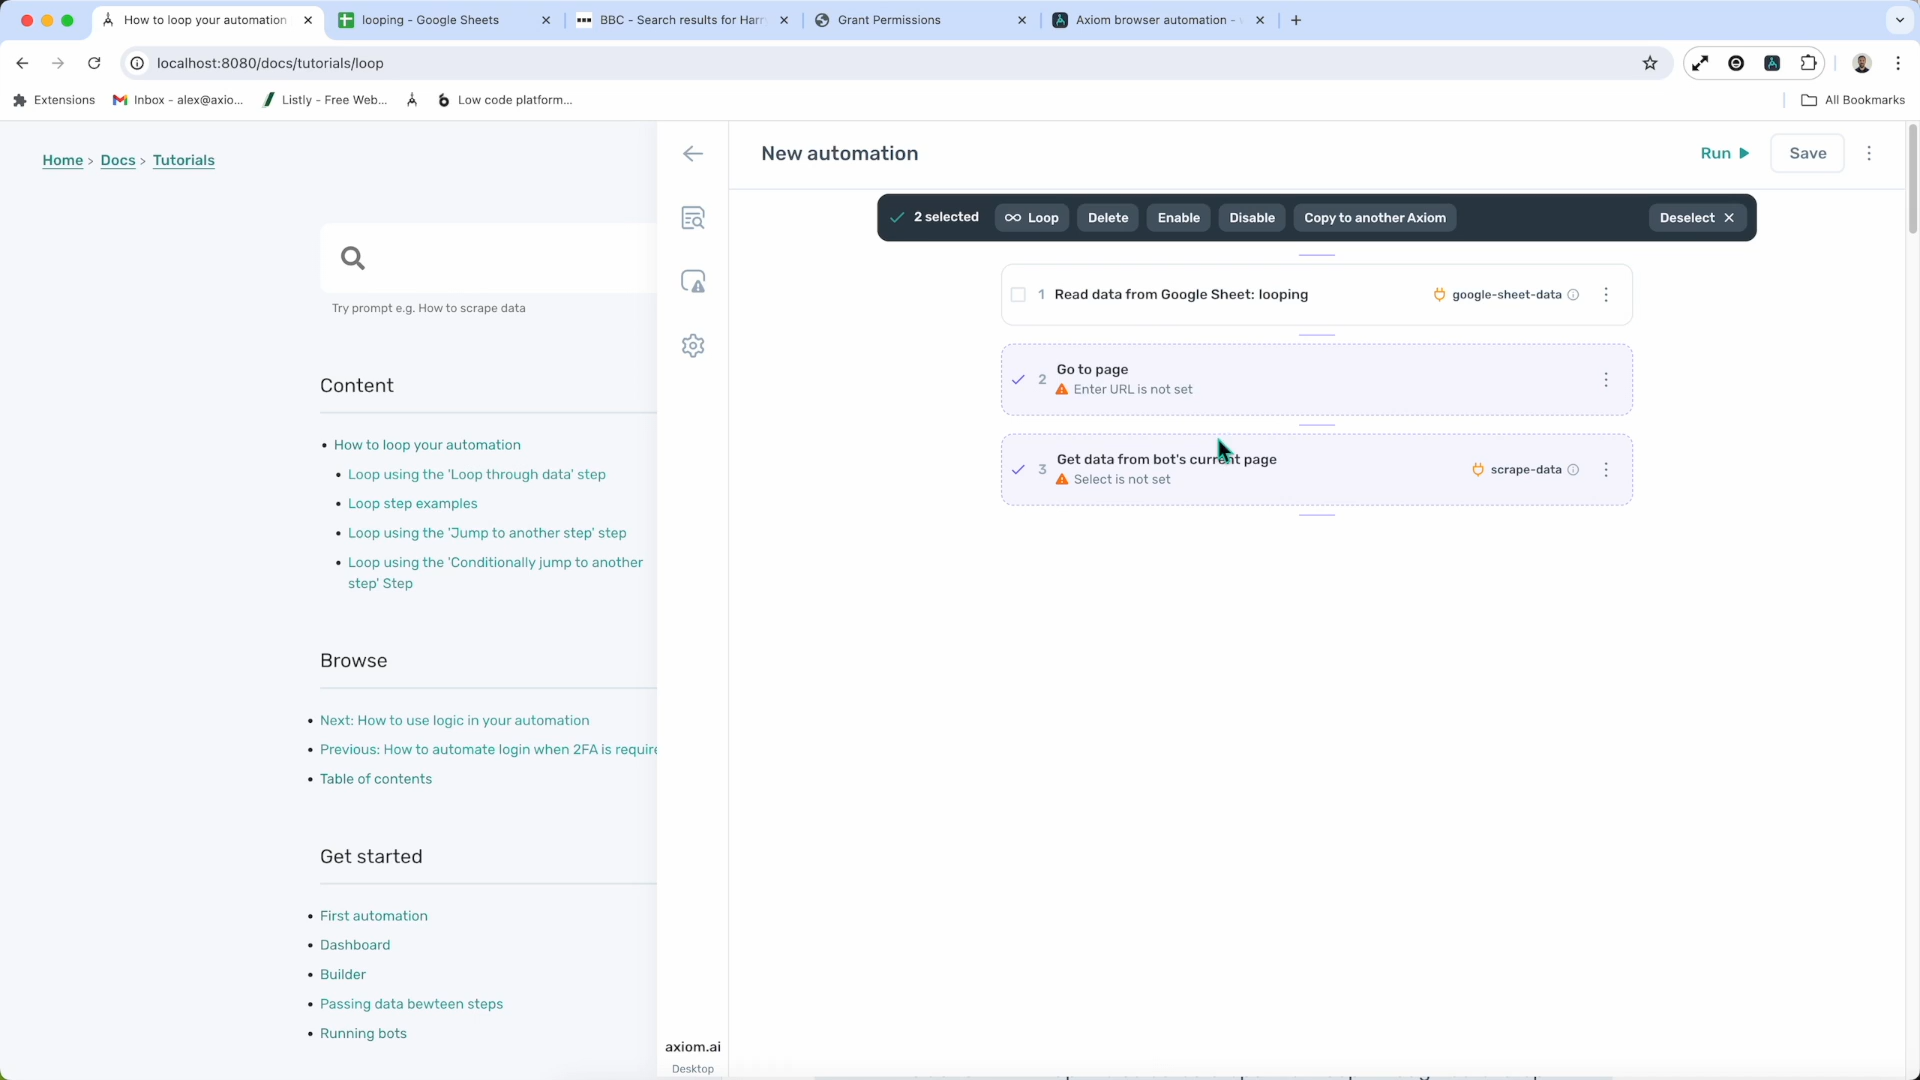 How to loop your automation
looping - Google Sheets
BBC - Search results for Harr
Grant Permissions
Axiom browser automation -
localhost:8080/docs/tutorials/loop
Extensions
Inbox - alex@axio...
Listly - Free Web...
Low code platform...
All Bookmarks
Home > Docs > Tutorials
Try prompt e.g. How to scrape data
Content
How to loop your automation
Loop using the 'Loop through data' step
Loop step examples
Loop using the 'Jump to another step' step
Loop using the 'Conditionally jump to another
step' Step
Browse
Next: How to use logic in your automation
Previous: How to automate login when 2FA is require
Table of contents
Get started
First automation
Dashboard
Builder
Passing data bewteen steps
Running bots
axiom.ai
Desktop
New automation
Run
Save
2 selected
Loop
Delete
Enable
Disable
Copy to another Axiom
Deselect
1 Read data from Google Sheet: looping
google-sheet-data
2 Go to page
Enter URL is not set
3 Get data from bot's current page
Select is not set
scrape-data